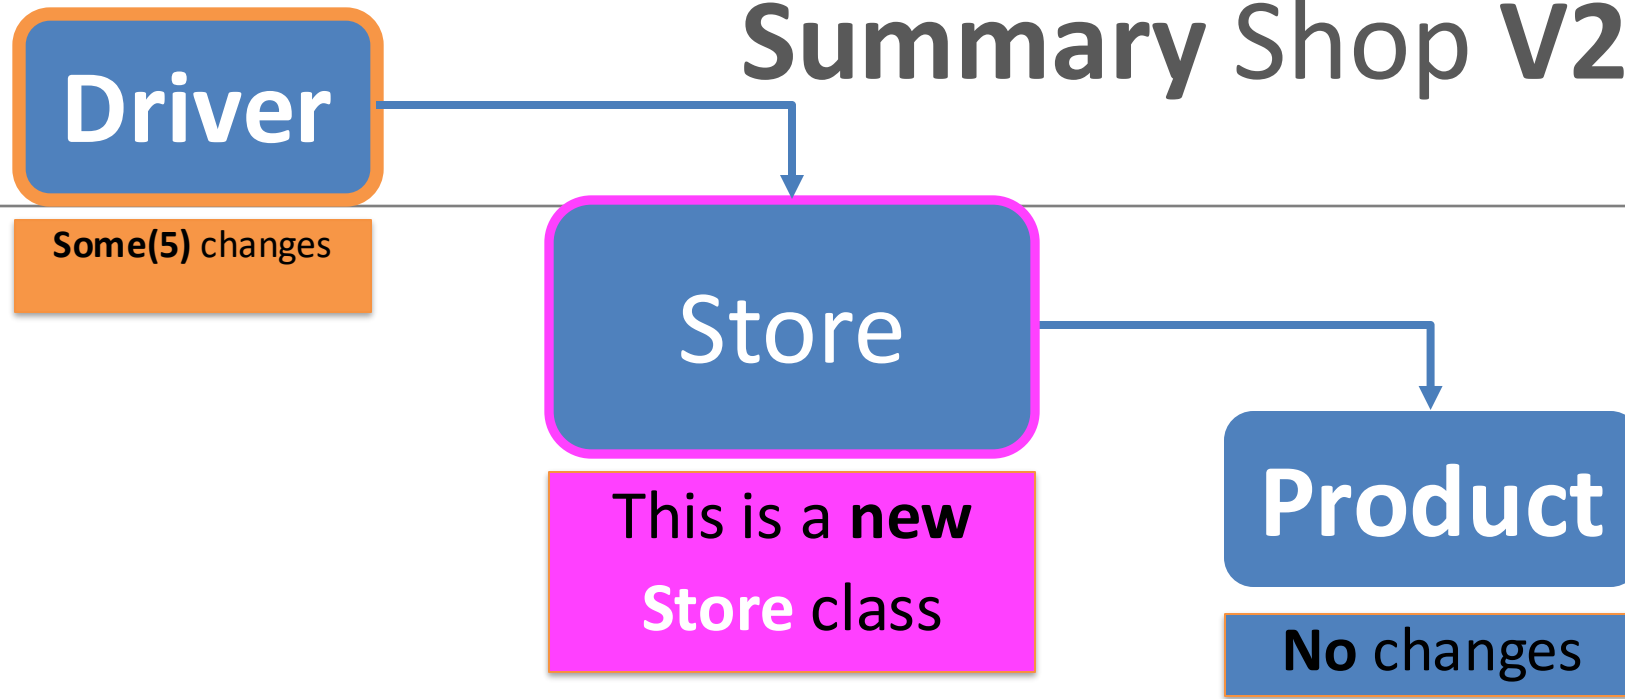 Summary Shop V2
Driver
Some(5) changes
Store
This is a new
Store class
Product
No changes